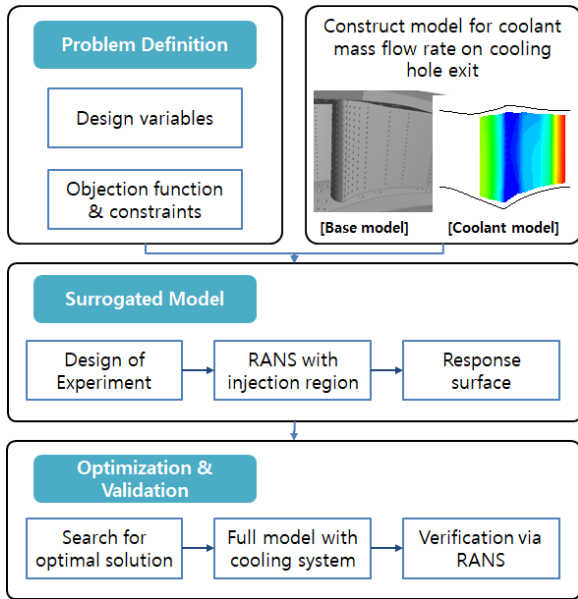 Problem Definition
Design variables
Objection function
& constraints
Construct model for coolant
mass flow rate on cooling
hole exit
[Base model]
[Coolant model]
Surrogated Model
Design of
Experiment
RANS with
injection region
Response
surface
Optimization &
Validation
Search for
optimal solution
Full model with
cooling system
Verification via
RANS